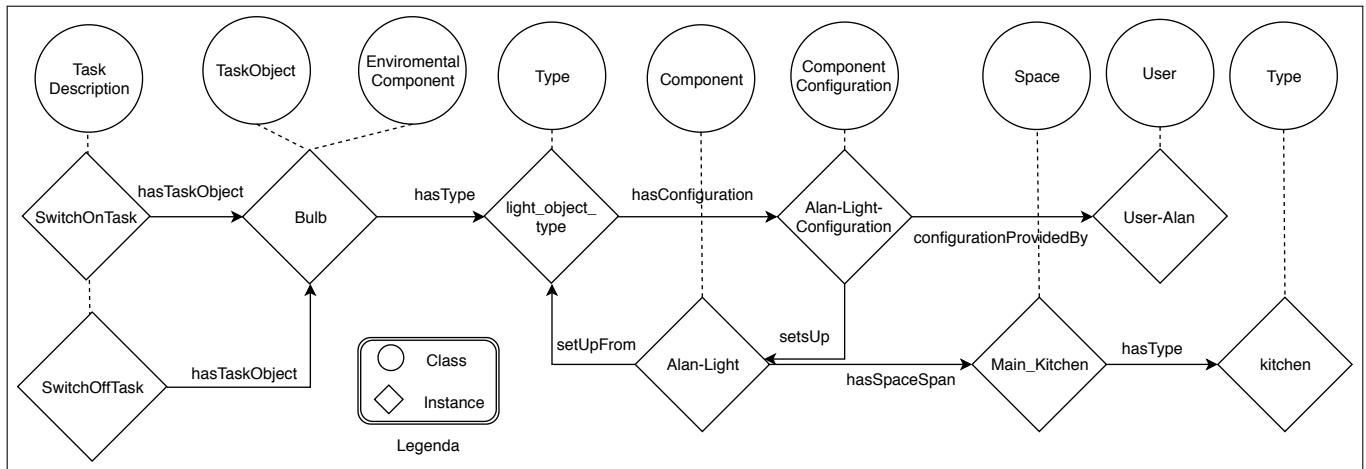 Task
Description
TaskObject
Enviromental
Component
Type
Component
Component
Configuration
Space
User
Type
hasTaskObject
hasType
hasConfiguration
SwitchOnTask
Bulb
light_object_
type
Alan-Light-
Configuration
User-Alan
configurationProvidedBy
setUpFrom
setsUp
hasType
SwitchOffTask
hasTaskObject
Class
Alan-Light
hasSpaceSpan
Main_Kitchen
kitchen
Instance
Legenda